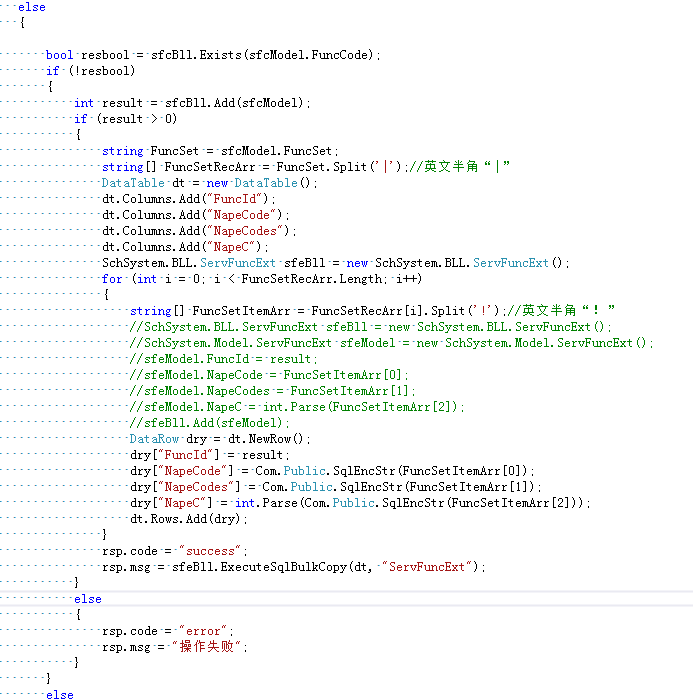 else
{
bool resbool = sfcBll.Exists(sfcModel.FuncCode);
if (!resbool)
{
int result = sfcBll.Add(sfcModel);
if (result > 0)
{
string FuncSet = sfcModel.FuncSet;
string[] FuncSetRecArr = FuncSet.Split('|');//英文半角“|”
DataTable dt = new DataTable();
dt.Columns.Add("FuncId");
dt.Columns.Add("NapeCode");
dt.Columns.Add("NapeCodes");
dt.Columns.Add("NapeC");
SchSystem.BLL.ServFuncExt sfeBll = new SchSystem.BLL.ServFuncExt();
for (int i = 0; i < FuncSetRecArr.Length; i++)
{
string[] FuncSetItemArr = FuncSetRecArr[i].Split('!');//英文半角“!”
//SchSystem.BLL.ServFuncExt sfeBll = new SchSystem.BLL.ServFuncExt();
//SchSystem.Model.ServFuncExt sfeModel = new SchSystem.Model.ServFuncExt();
//sfeModel.FuncId = result;
//sfeModel.NapeCode = FuncSetItemArr[0];
//sfeModel.NapeCodes = FuncSetItemArr[1];
//sfeModel.NapeC = int.Parse(FuncSetItemArr[2]);
//sfeBll.Add(sfeModel);
DataRow dry = dt.NewRow();
dry["FuncId"] = result;
dry["NapeCode"] = Com.Public.SqlEncStr(FuncSetItemArr[0]);
dry["NapeCodes"] = Com.Public.SqlEncStr(FuncSetItemArr[1]);
dry["NapeC"] = int.Parse(Com.Public.SqlEncStr(FuncSetItemArr[2]));
dt.Rows.Add(dry);
}
rsp.code = "success";
rsp.msg = sfeBll.ExecuteSqlBulkCopy(dt, "ServFuncExt");
}
else
{
rsp.code = "error";
rsp.msg = "操作失败";
}
}
else